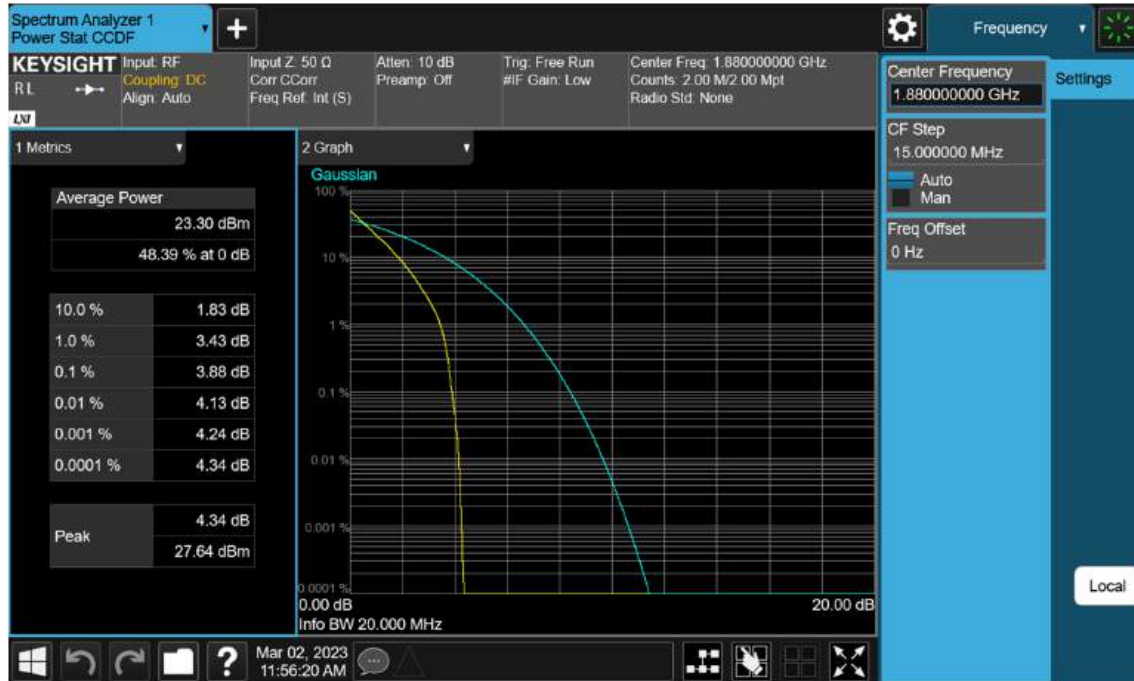 Spectrum Analyzer 1
Power Stat CCDF
Frequency
KEYSIGHT
R L
LXI
Input: RF
Coupling: DC
Align: Auto
Input Z: 50 Ω
Corr CCorr
Freq Ref: Int (S)
Atten: 10 dB
Preamp: Off
Trig: Free Run
#IF Gain: Low
Center Freq: 1.880000000 GHz
Counts: 2.00 M/2.00 Mpt
Radio Std: None
Center Frequency
1.880000000 GHz
Settings
CF Step
15.000000 MHz
Auto
Man
Freq Offset
0 Hz
1 Metrics
Average Power
23.30 dBm
48.39 % at 0 dB
10.0 % 1.83 dB
1.0 % 3.43 dB
0.1 % 3.88 dB
0.01 % 4.13 dB
0.001 % 4.24 dB
0.0001 % 4.34 dB
Peak
4.34 dB
27.64 dBm
2 Graph
Gaussian
100 %
10 %
1 %
0.1 %
0.01 %
0.001 %
0.0001 %
0.00 dB
20.00 dB
Info BW 20.000 MHz
Local
?
Mar 02, 2023
11:56:20 AM